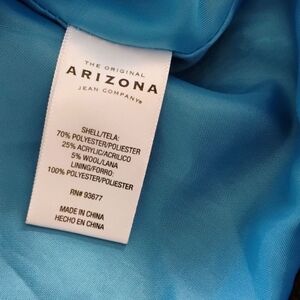 THE ORIGINAL
ARIZONA
JEAN COMPANY®
SHELL/TELA:
70% POLYESTER/POLIESTER
25% ACRYLIC/ACRILICO
5% WOOL/LANA
LINING/FORRO:
100% POLYESTER/POLIESTER
RN# 93677
MADE IN CHINA
HECHO EN CHINA